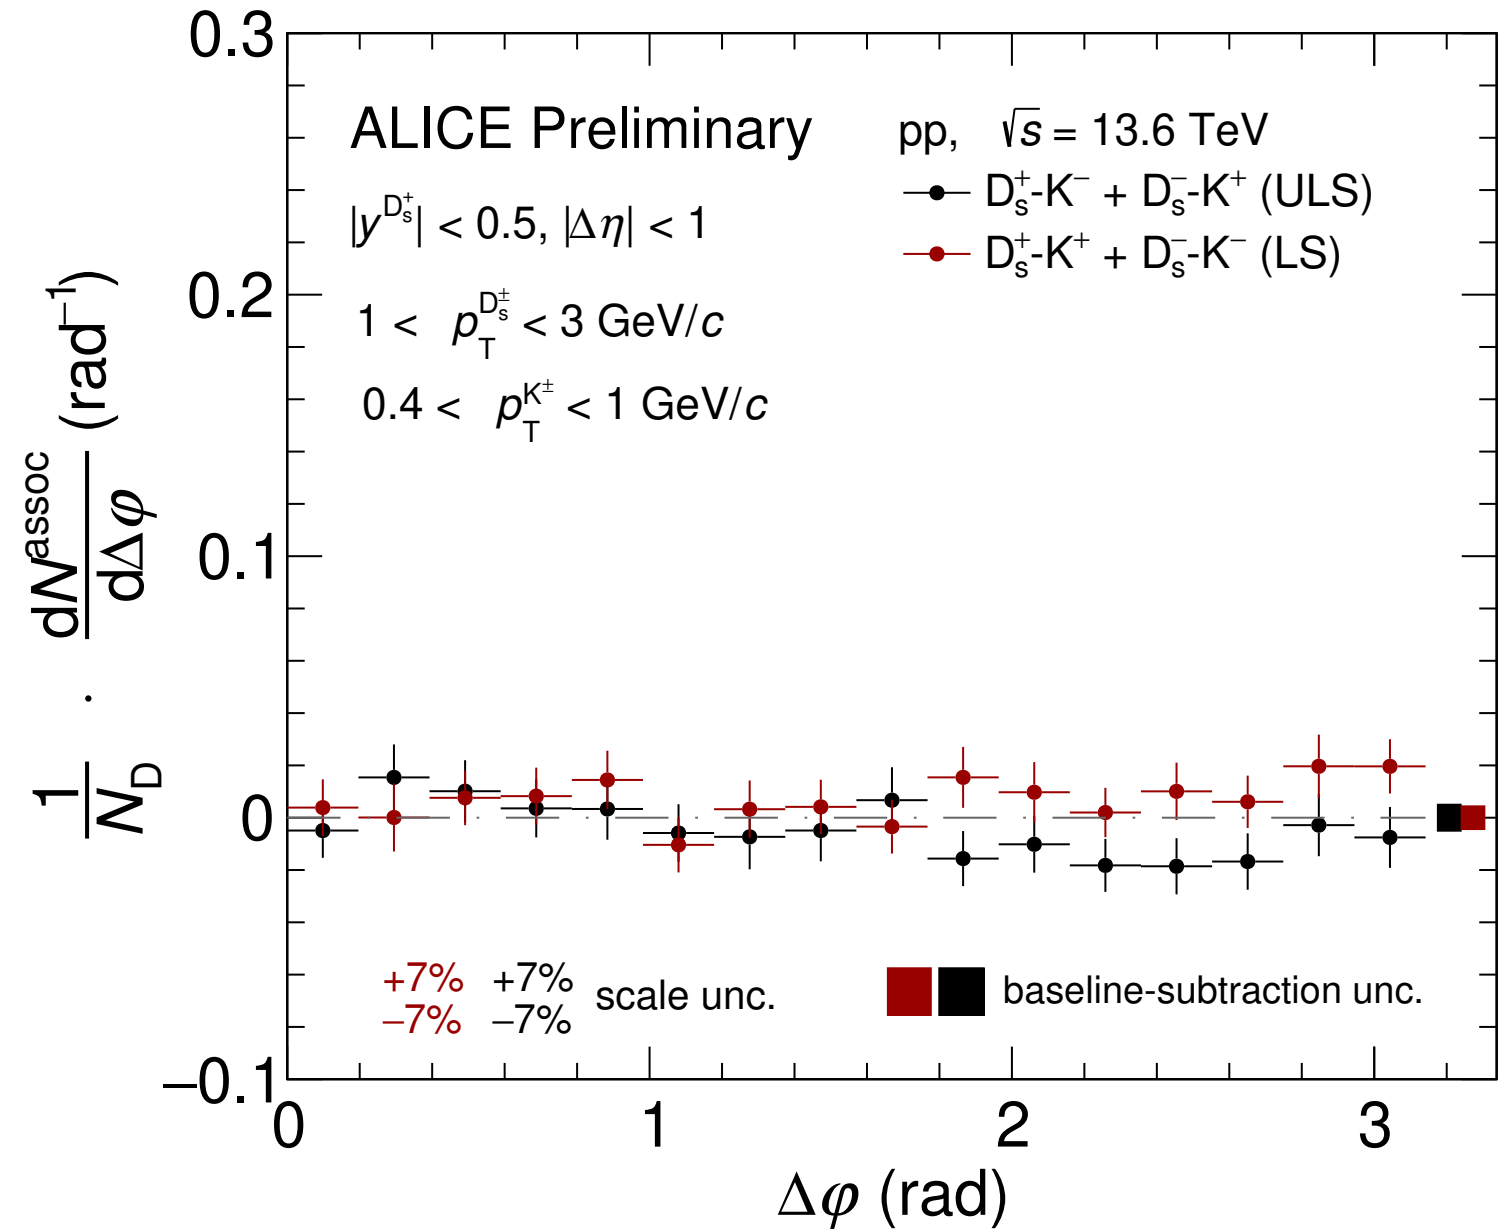 ALICE Preliminary
pp, √s = 13.6 TeV
D_s^+-K^− + D_s^−-K^+ (ULS)
D_s^+-K^+ + D_s^−-K^− (LS)
|y^{D_s^+}| < 0.5, |Δη| < 1
1 < p_T^{D_s^±} < 3 GeV/c
0.4 < p_T^{K^±} < 1 GeV/c
1/N_D · dN^{assoc}/dΔφ (rad^{−1})
0.3
0.2
0.1
0
−0.1
+7% +7%
−7% −7%
scale unc.
baseline-subtraction unc.
0 1 2 3
Δφ (rad)